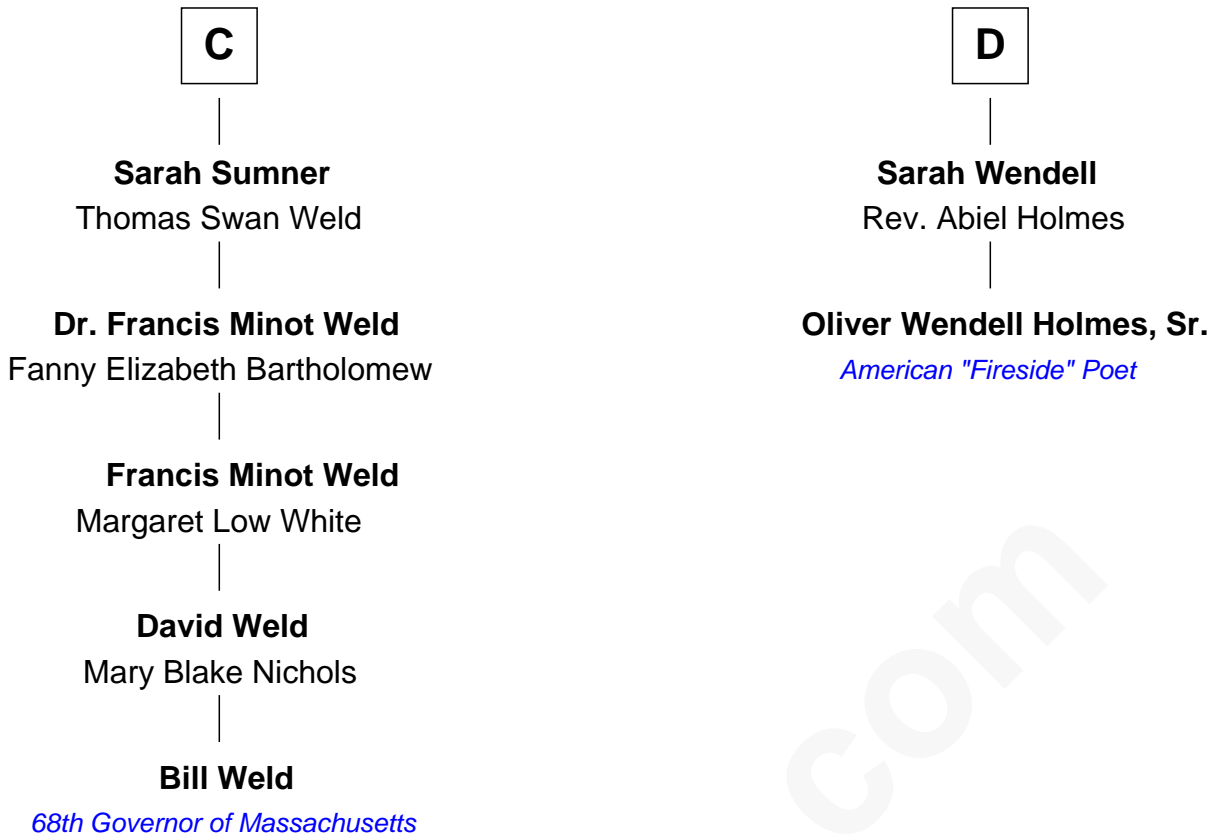 C
Sarah Sumner
Thomas Swan Weld
Dr. Francis Minot Weld
Fanny Elizabeth Bartholomew
Francis Minot Weld
Margaret Low White
David Weld
Mary Blake Nichols
Bill Weld
68th Governor of Massachusetts
D
Sarah Wendell
Rev. Abiel Holmes
Oliver Wendell Holmes, Sr.
American "Fireside" Poet
com